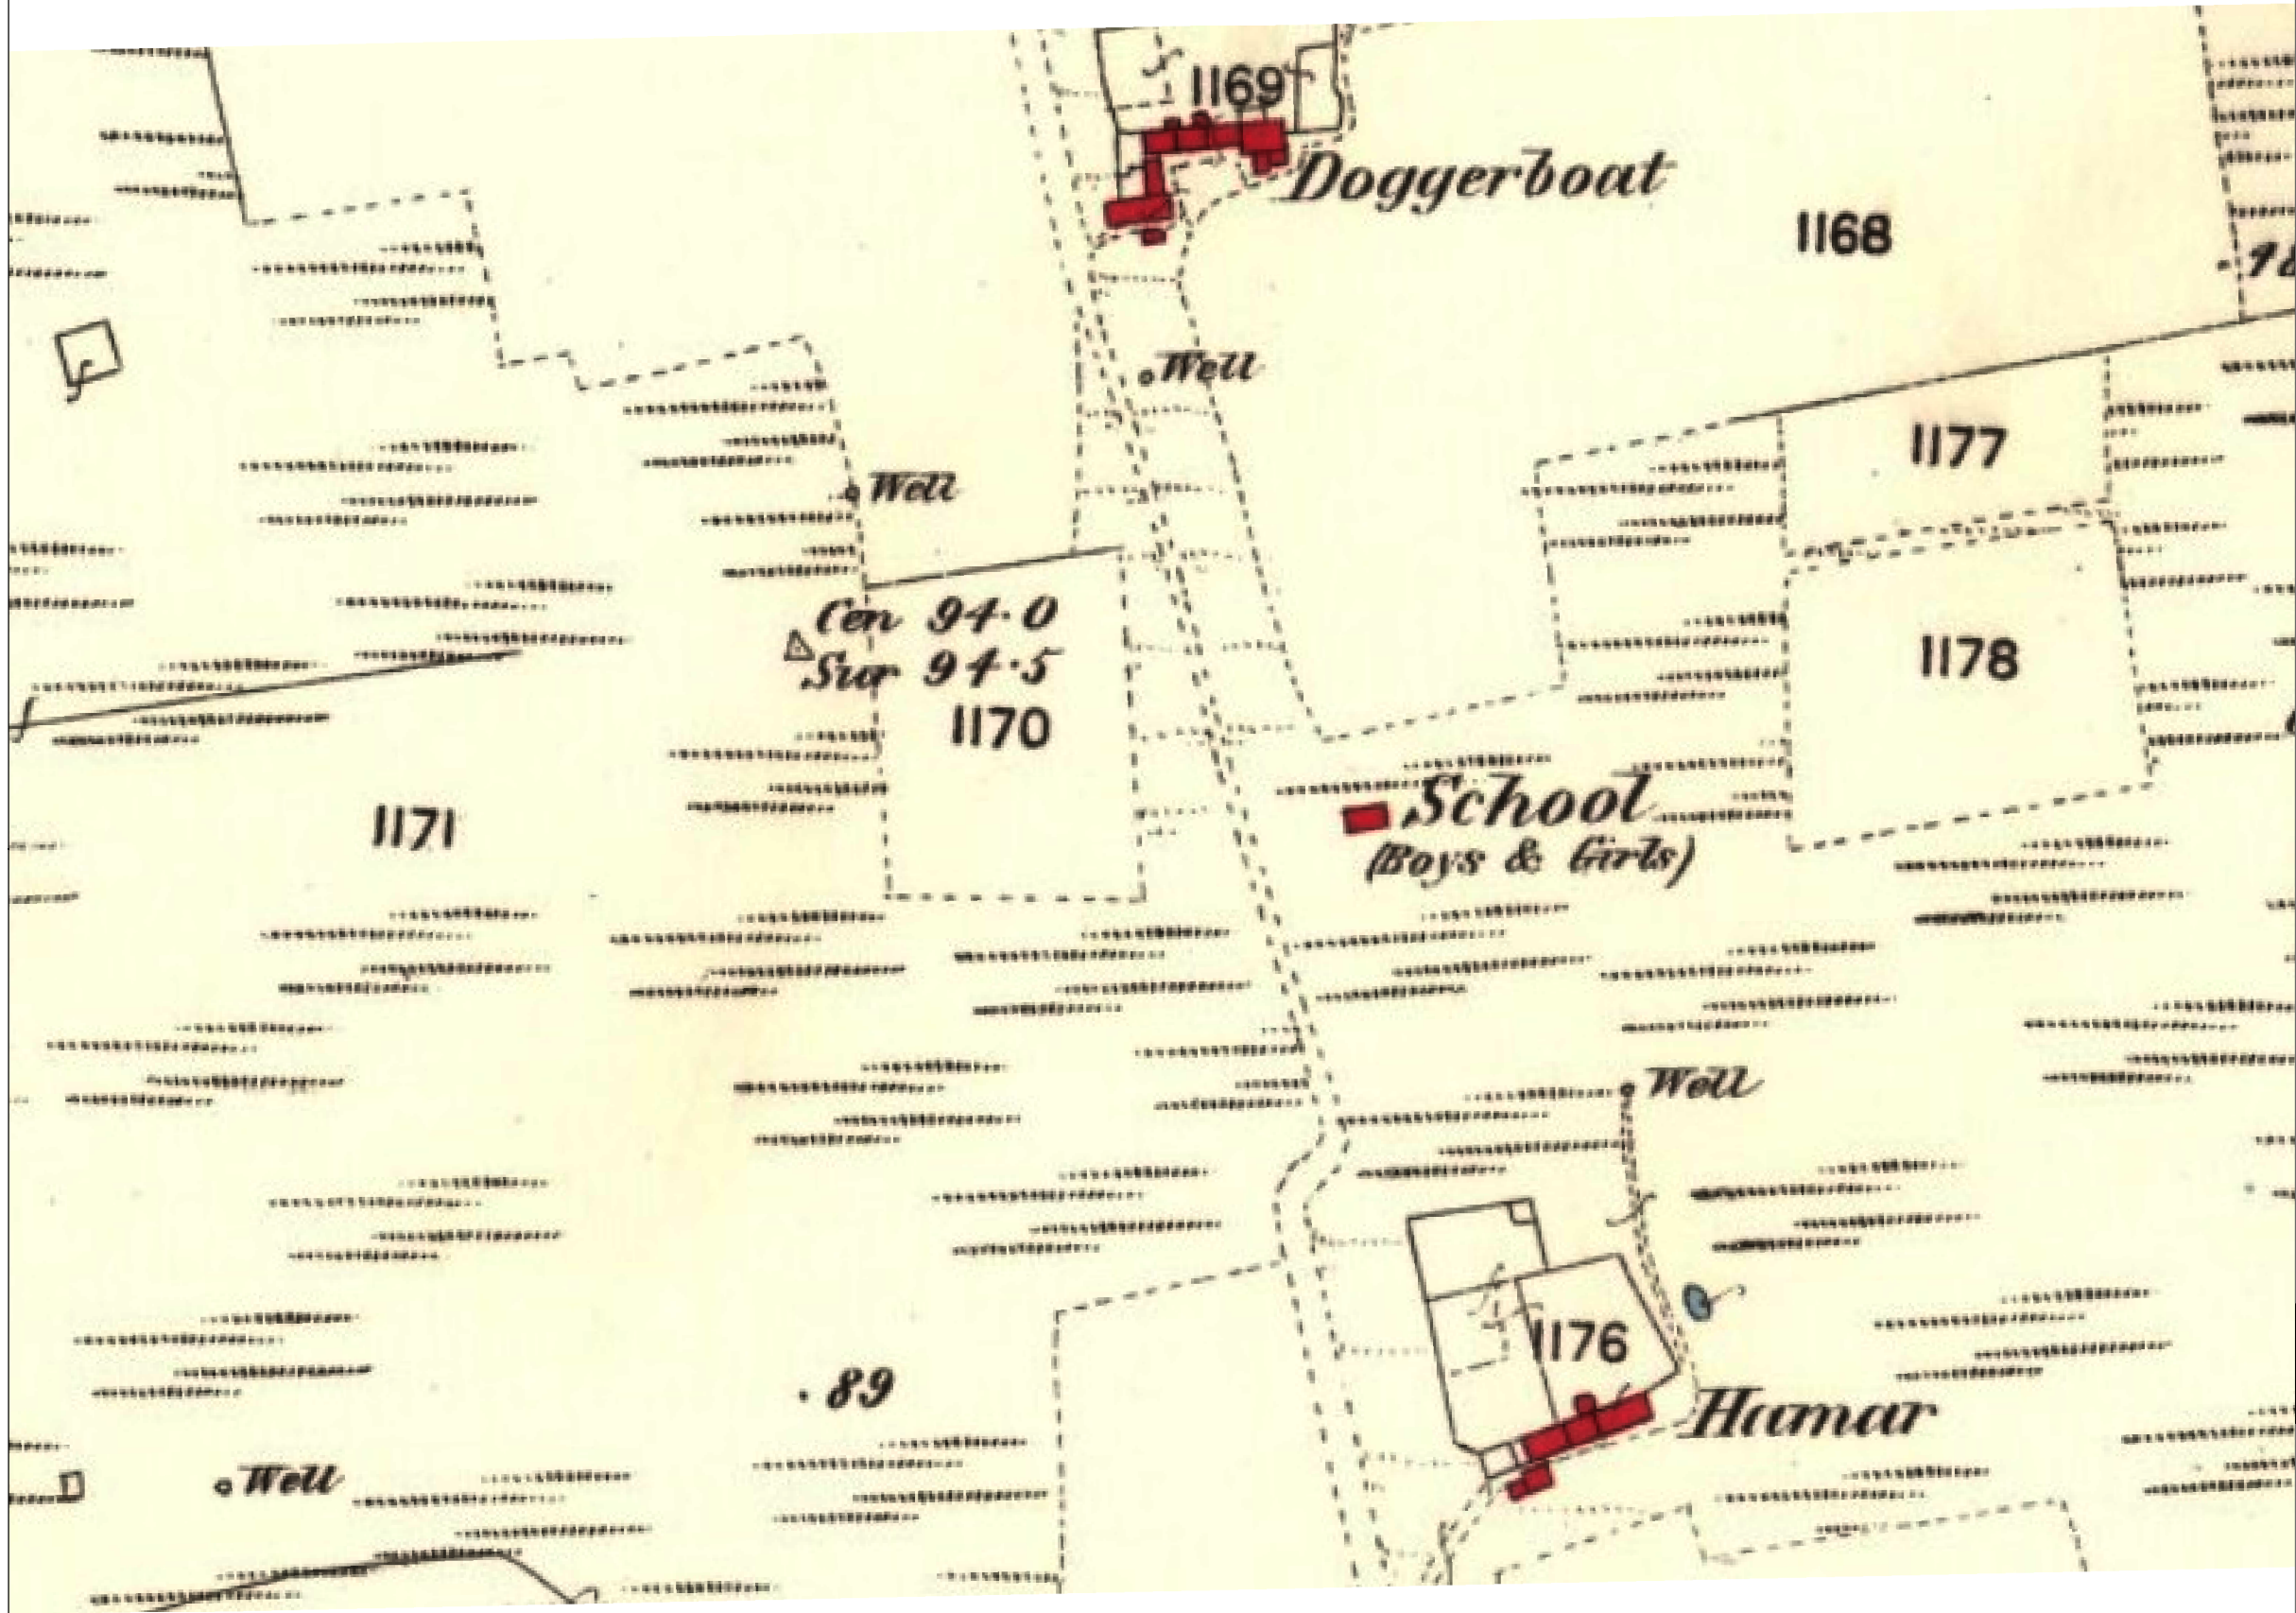 1169
Doggerboat
1168
Well
1177
Well
Cen 94·0
Sur 94·5
1178
1170
School
1171
(Boys & Girls)
Well
1176
· 89
Hamar
Well